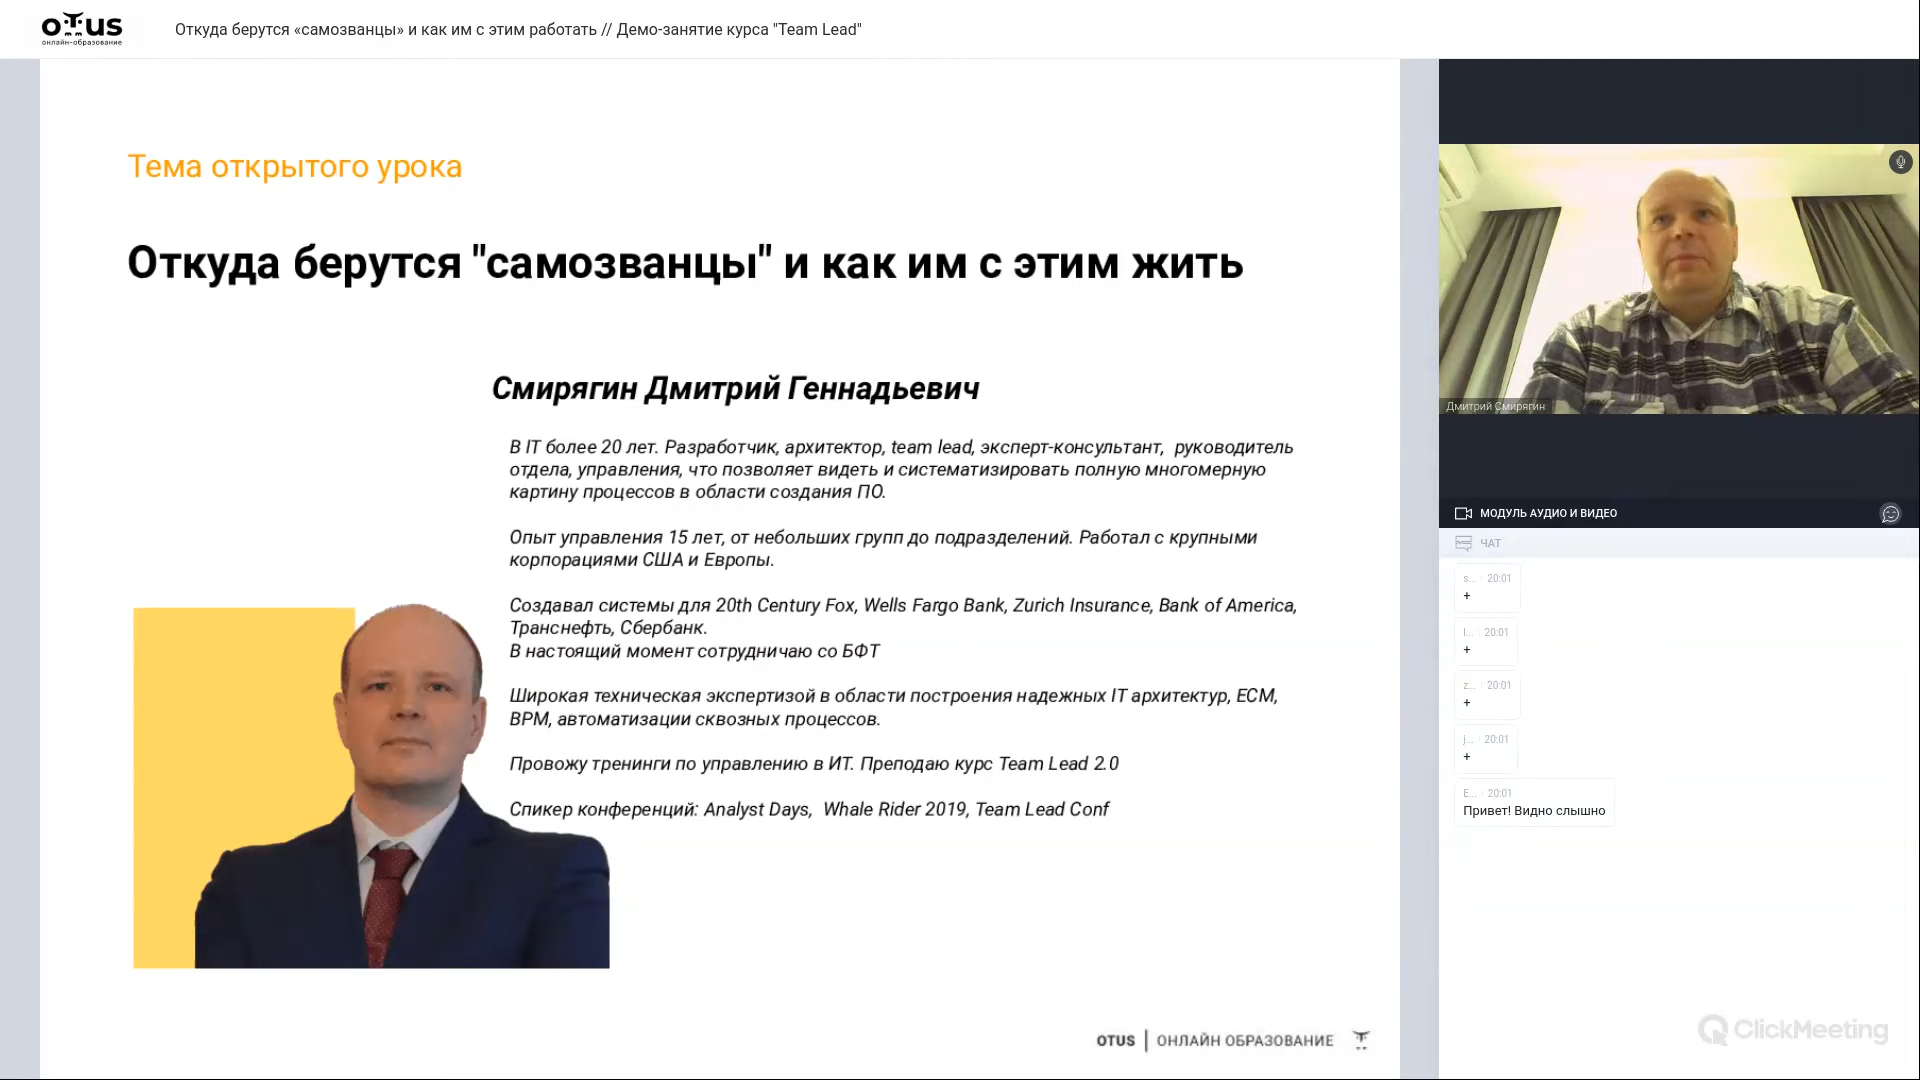 OTUS
онлайн-образование
Откуда берутся «самозванцы» и как им с этим работать // Демо-занятие курса "Team Lead"
Тема открытого урока
Откуда берутся "самозванцы" и как им с этим жить
Смирягин Дмитрий Геннадьевич
В IT более 20 лет. Разработчик, архитектор, team lead, эксперт-консультант, руководитель
отдела, управления, что позволяет видеть и систематизировать полную многомерную
картину процессов в области создания ПО.
Опыт управления 15 лет, от небольших групп до подразделений. Работал с крупными
корпорациями США и Европы.
Создавал системы для 20th Century Fox, Wells Fargo Bank, Zurich Insurance, Bank of America,
Транснефть, Сбербанк.
В настоящий момент сотрудничаю со БФТ
Широкая техническая экспертизой в области построения надежных IT архитектур, ECM,
BPM, автоматизации сквозных процессов.
Провожу тренинги по управлению в ИТ. Преподаю курс Team Lead 2.0
Спикер конференций: Analyst Days, Whale Rider 2019, Team Lead Conf
OTUS | ОНЛАЙН ОБРАЗОВАНИЕ
Дмитрий Смирягин
МОДУЛЬ АУДИО И ВИДЕО
ЧАТ
s... 20:01
+
l... 20:01
+
z... 20:01
+
j... 20:01
+
E... 20:01
Привет! Видно слышно
ClickMeeting